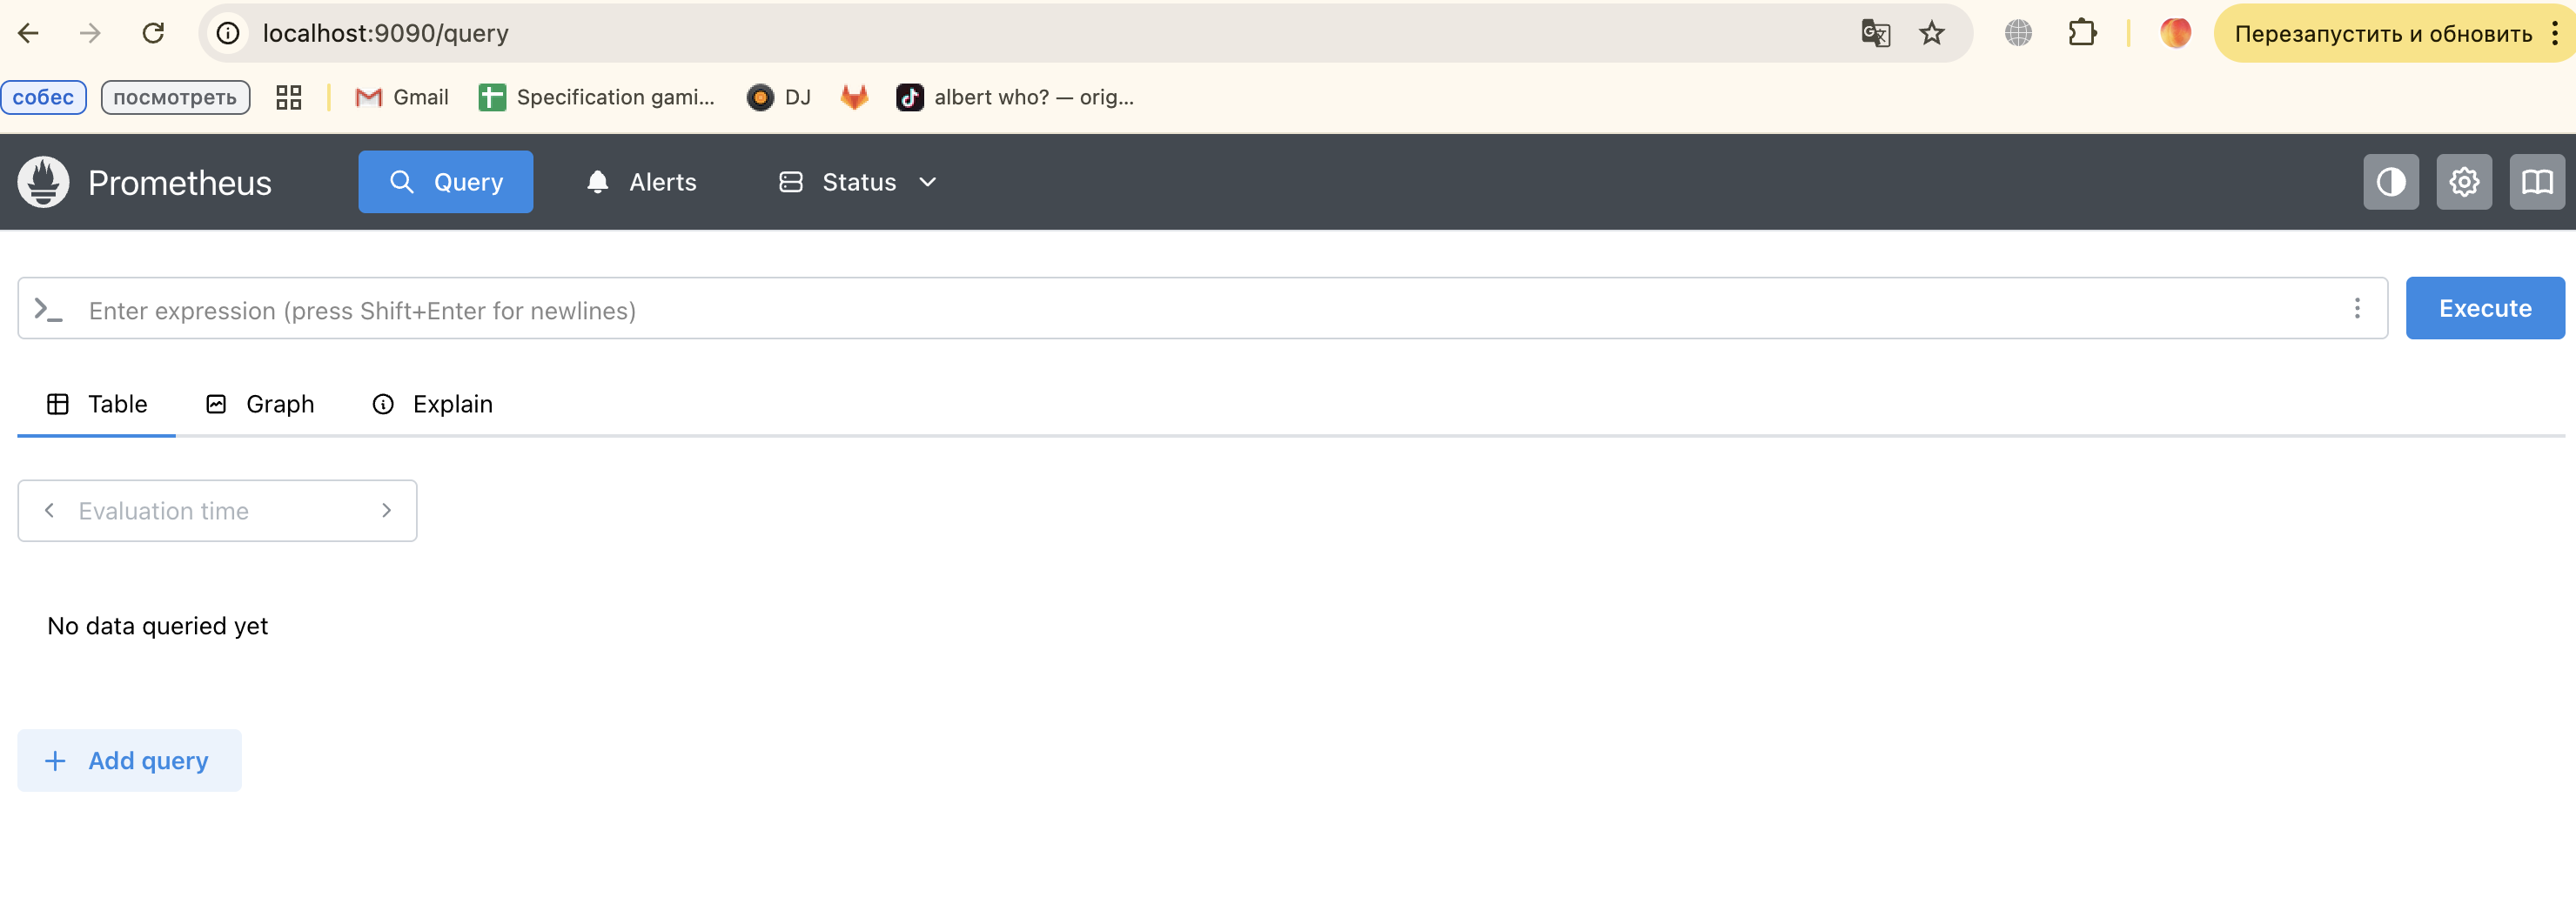 localhost:9090/query
Перезапустить и обновить
собес посмотреть Gmail Specification gami... DJ albert who? — orig...
Prometheus Query Alerts Status
>_ Enter expression (press Shift+Enter for newlines) Execute
Table Graph Explain
Evaluation time
No data queried yet
+ Add query